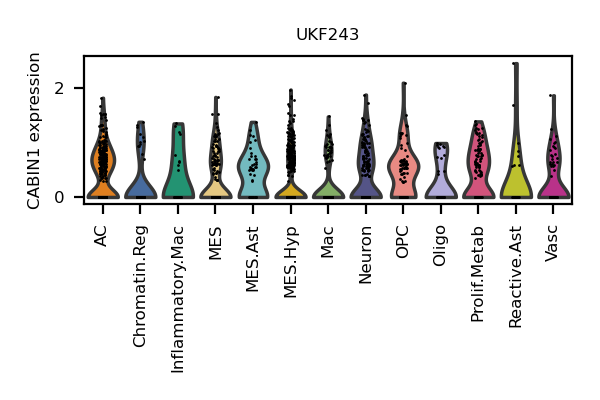 UKF243
CABIN1 expression
2
0
AC
Chromatin.Reg
Inflammatory.Mac
MES
MES.Ast
MES.Hyp
Mac
Neuron
OPC
Oligo
Prolif.Metab
Reactive.Ast
Vasc